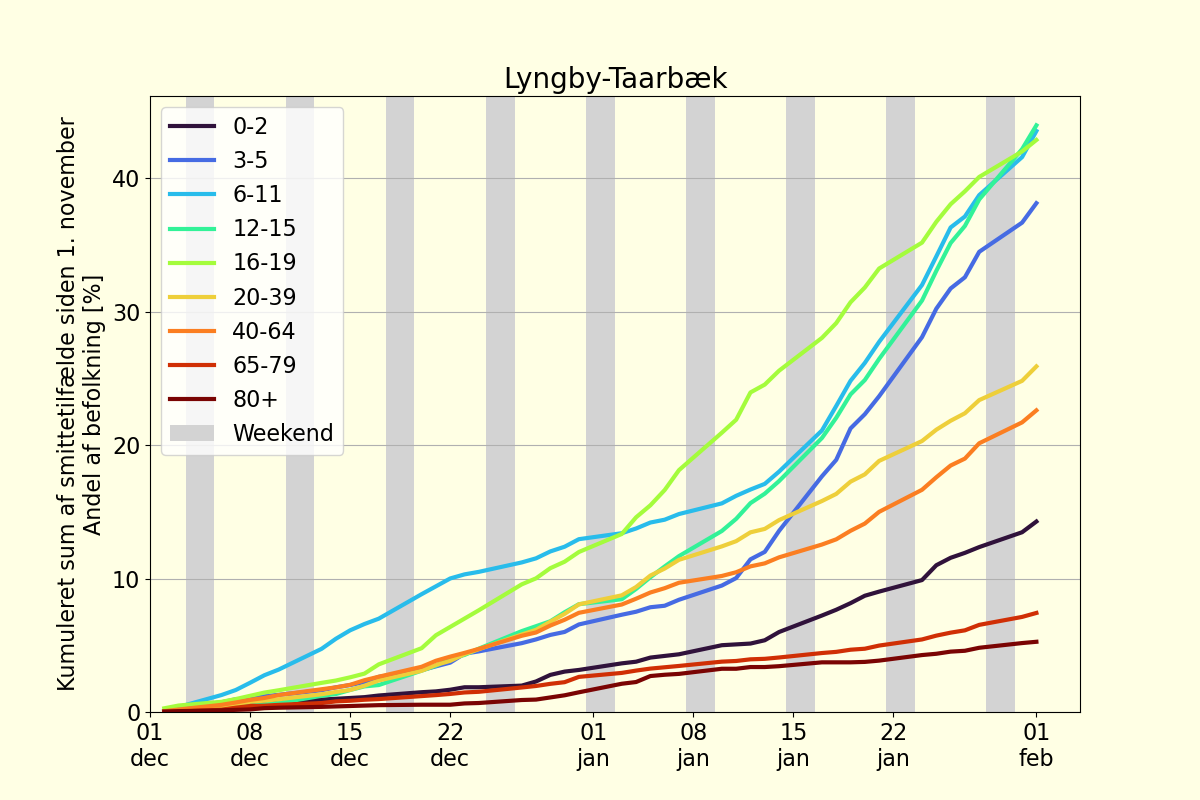 Lyngby-Taarbæk
Kumuleret sum af smittetilfælde siden 1. november
Andel af befolkning [%]
40
30
20
10
0
0-2
3-5
6-11
12-15
16-19
20-39
40-64
65-79
80+
Weekend
01 08 15 22 01 08 15 22 01
dec dec dec dec jan jan jan jan feb